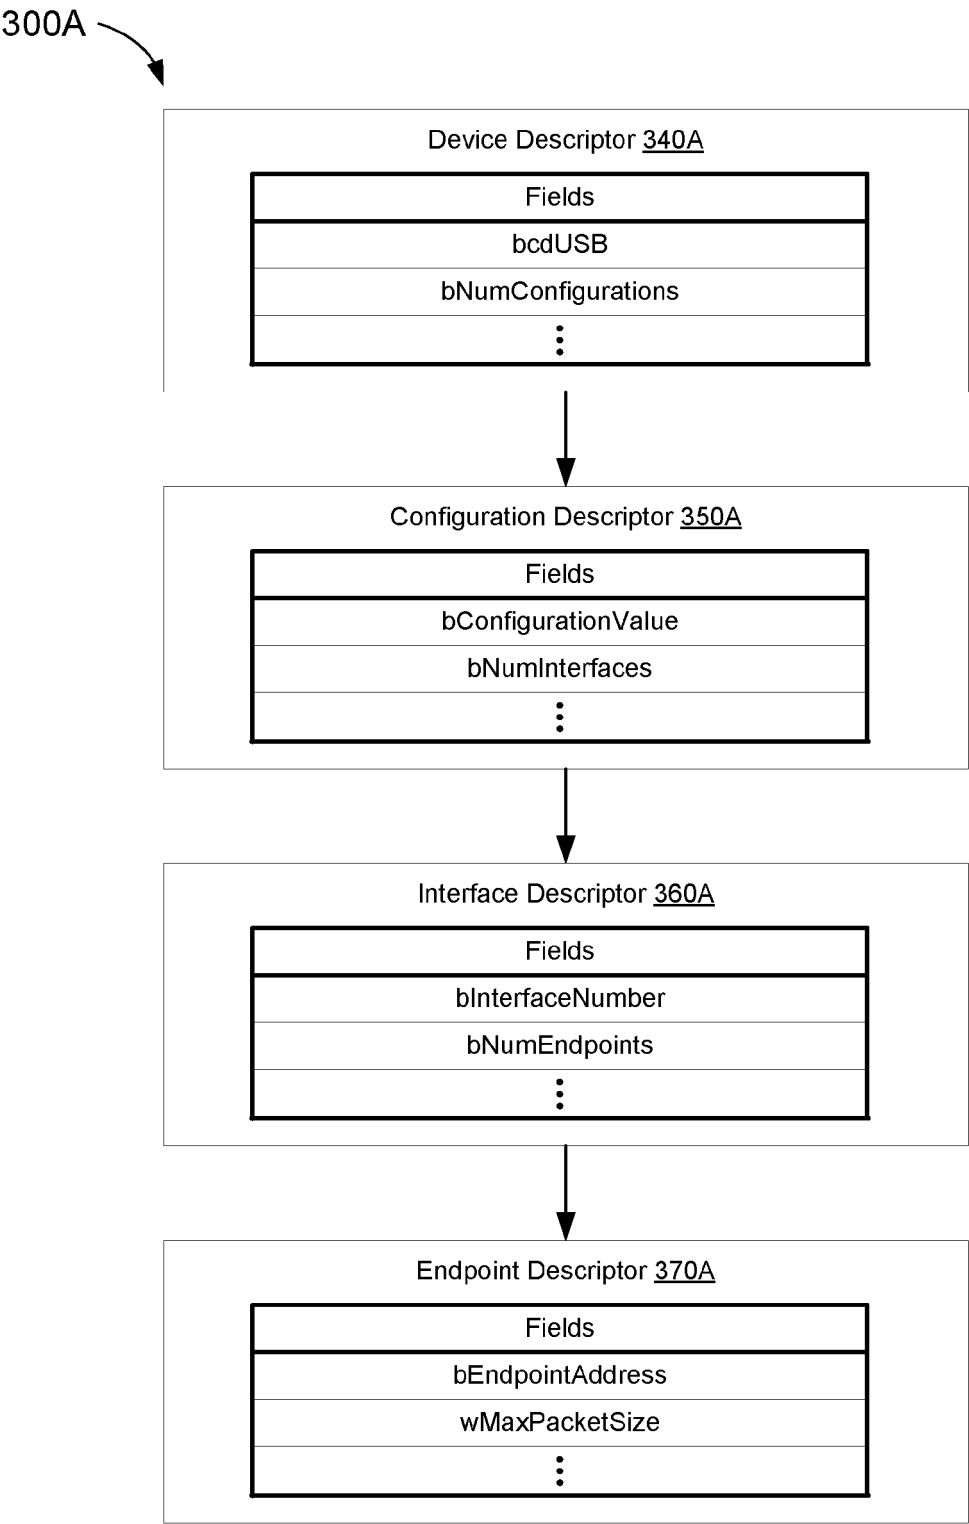 300A
Device Descriptor 340A
Fields
bcdUSB
bNumConfigurations
Configuration Descriptor 350A
Fields
bConfigurationValue
bNumInterfaces
Interface Descriptor 360A
Fields
bInterfaceNumber
bNumEndpoints
Endpoint Descriptor 370A
Fields
bEndpointAddress
wMaxPacketSize